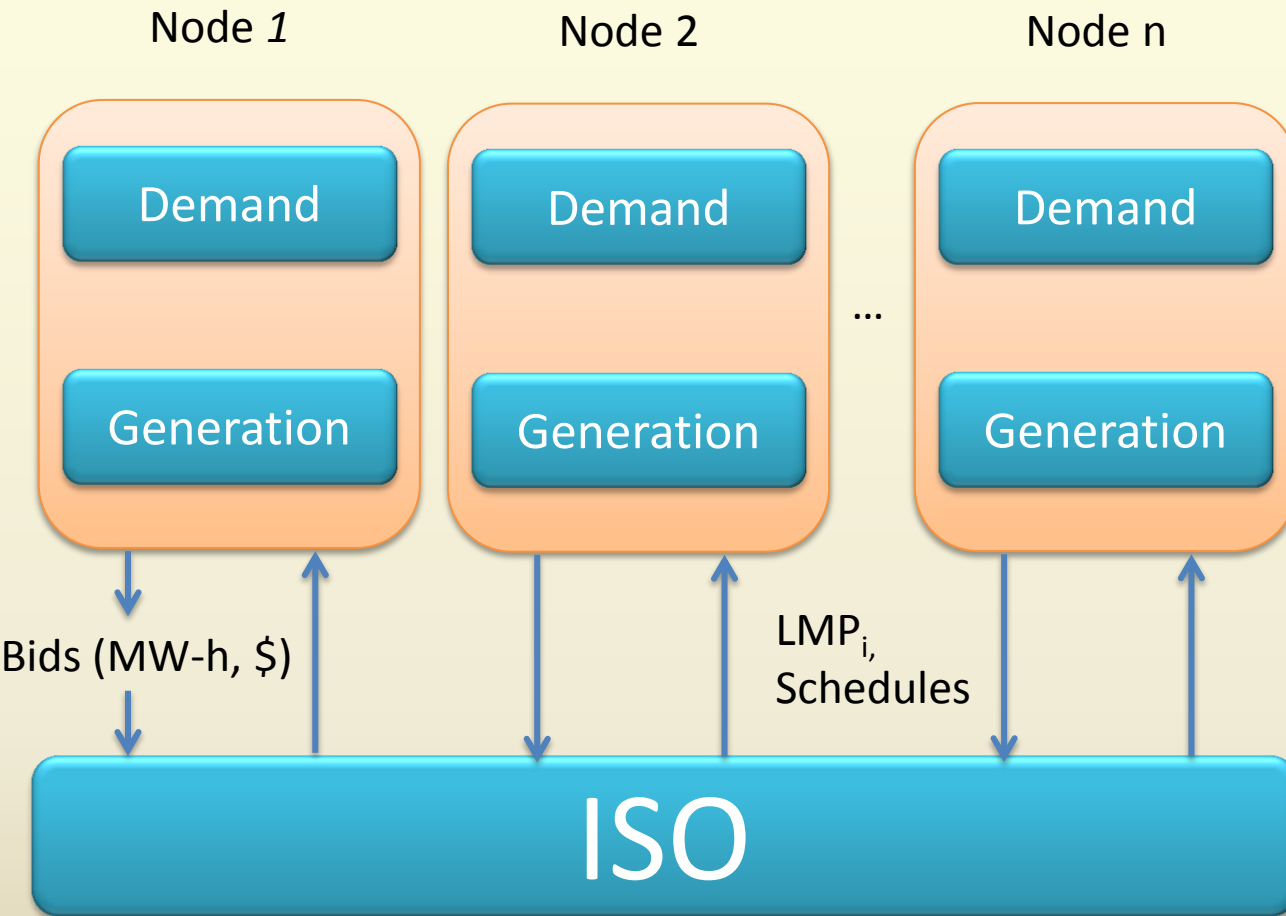 Node 1
Node 2
Node n
Demand
Demand
Demand
...
Generation
Generation
Generation
Bids (MW-h, $)
LMPi,
Schedules
ISO